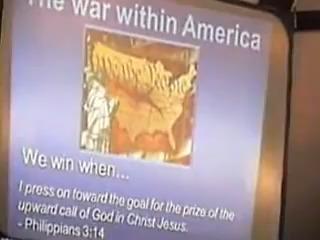 The war within America
We win when...
I press on toward the goal for the prize of the
upward call of God in Christ Jesus.
- Philippians 3:14